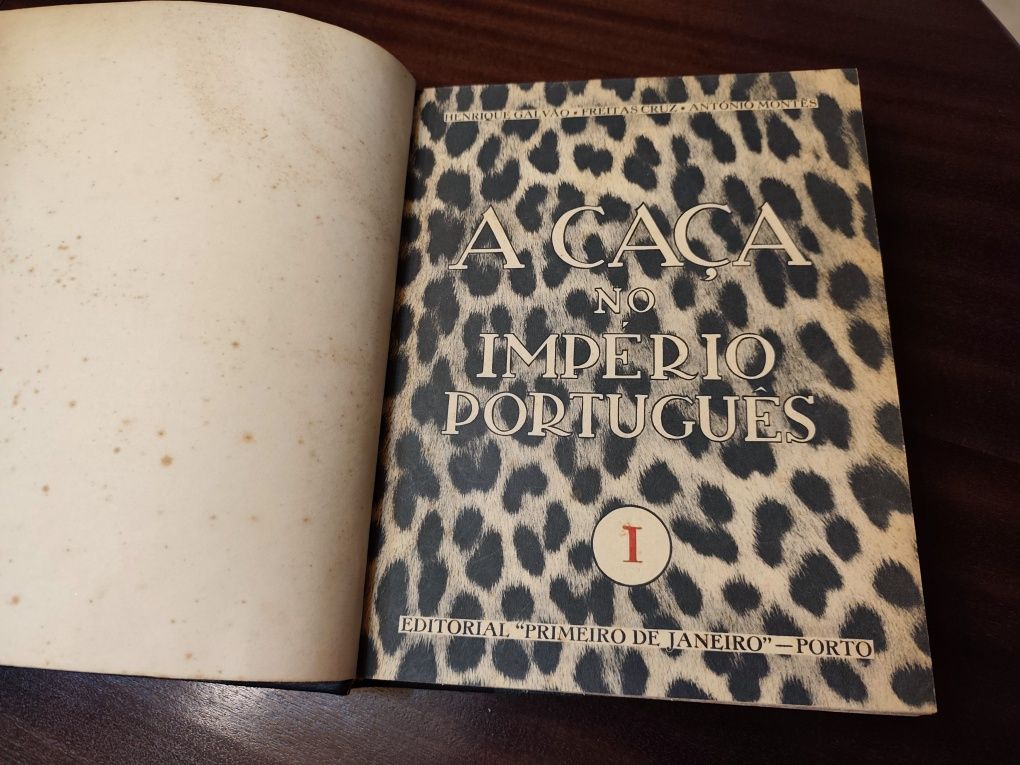 HENRIQUE GALVÃO • FREITAS CRUZ • ANTÓNIO MONTÊS
A CAÇA
NO
IMPÉRIO
PORTUGUÊS
I
EDITORIAL "PRIMEIRO DE JANEIRO" — PORTO